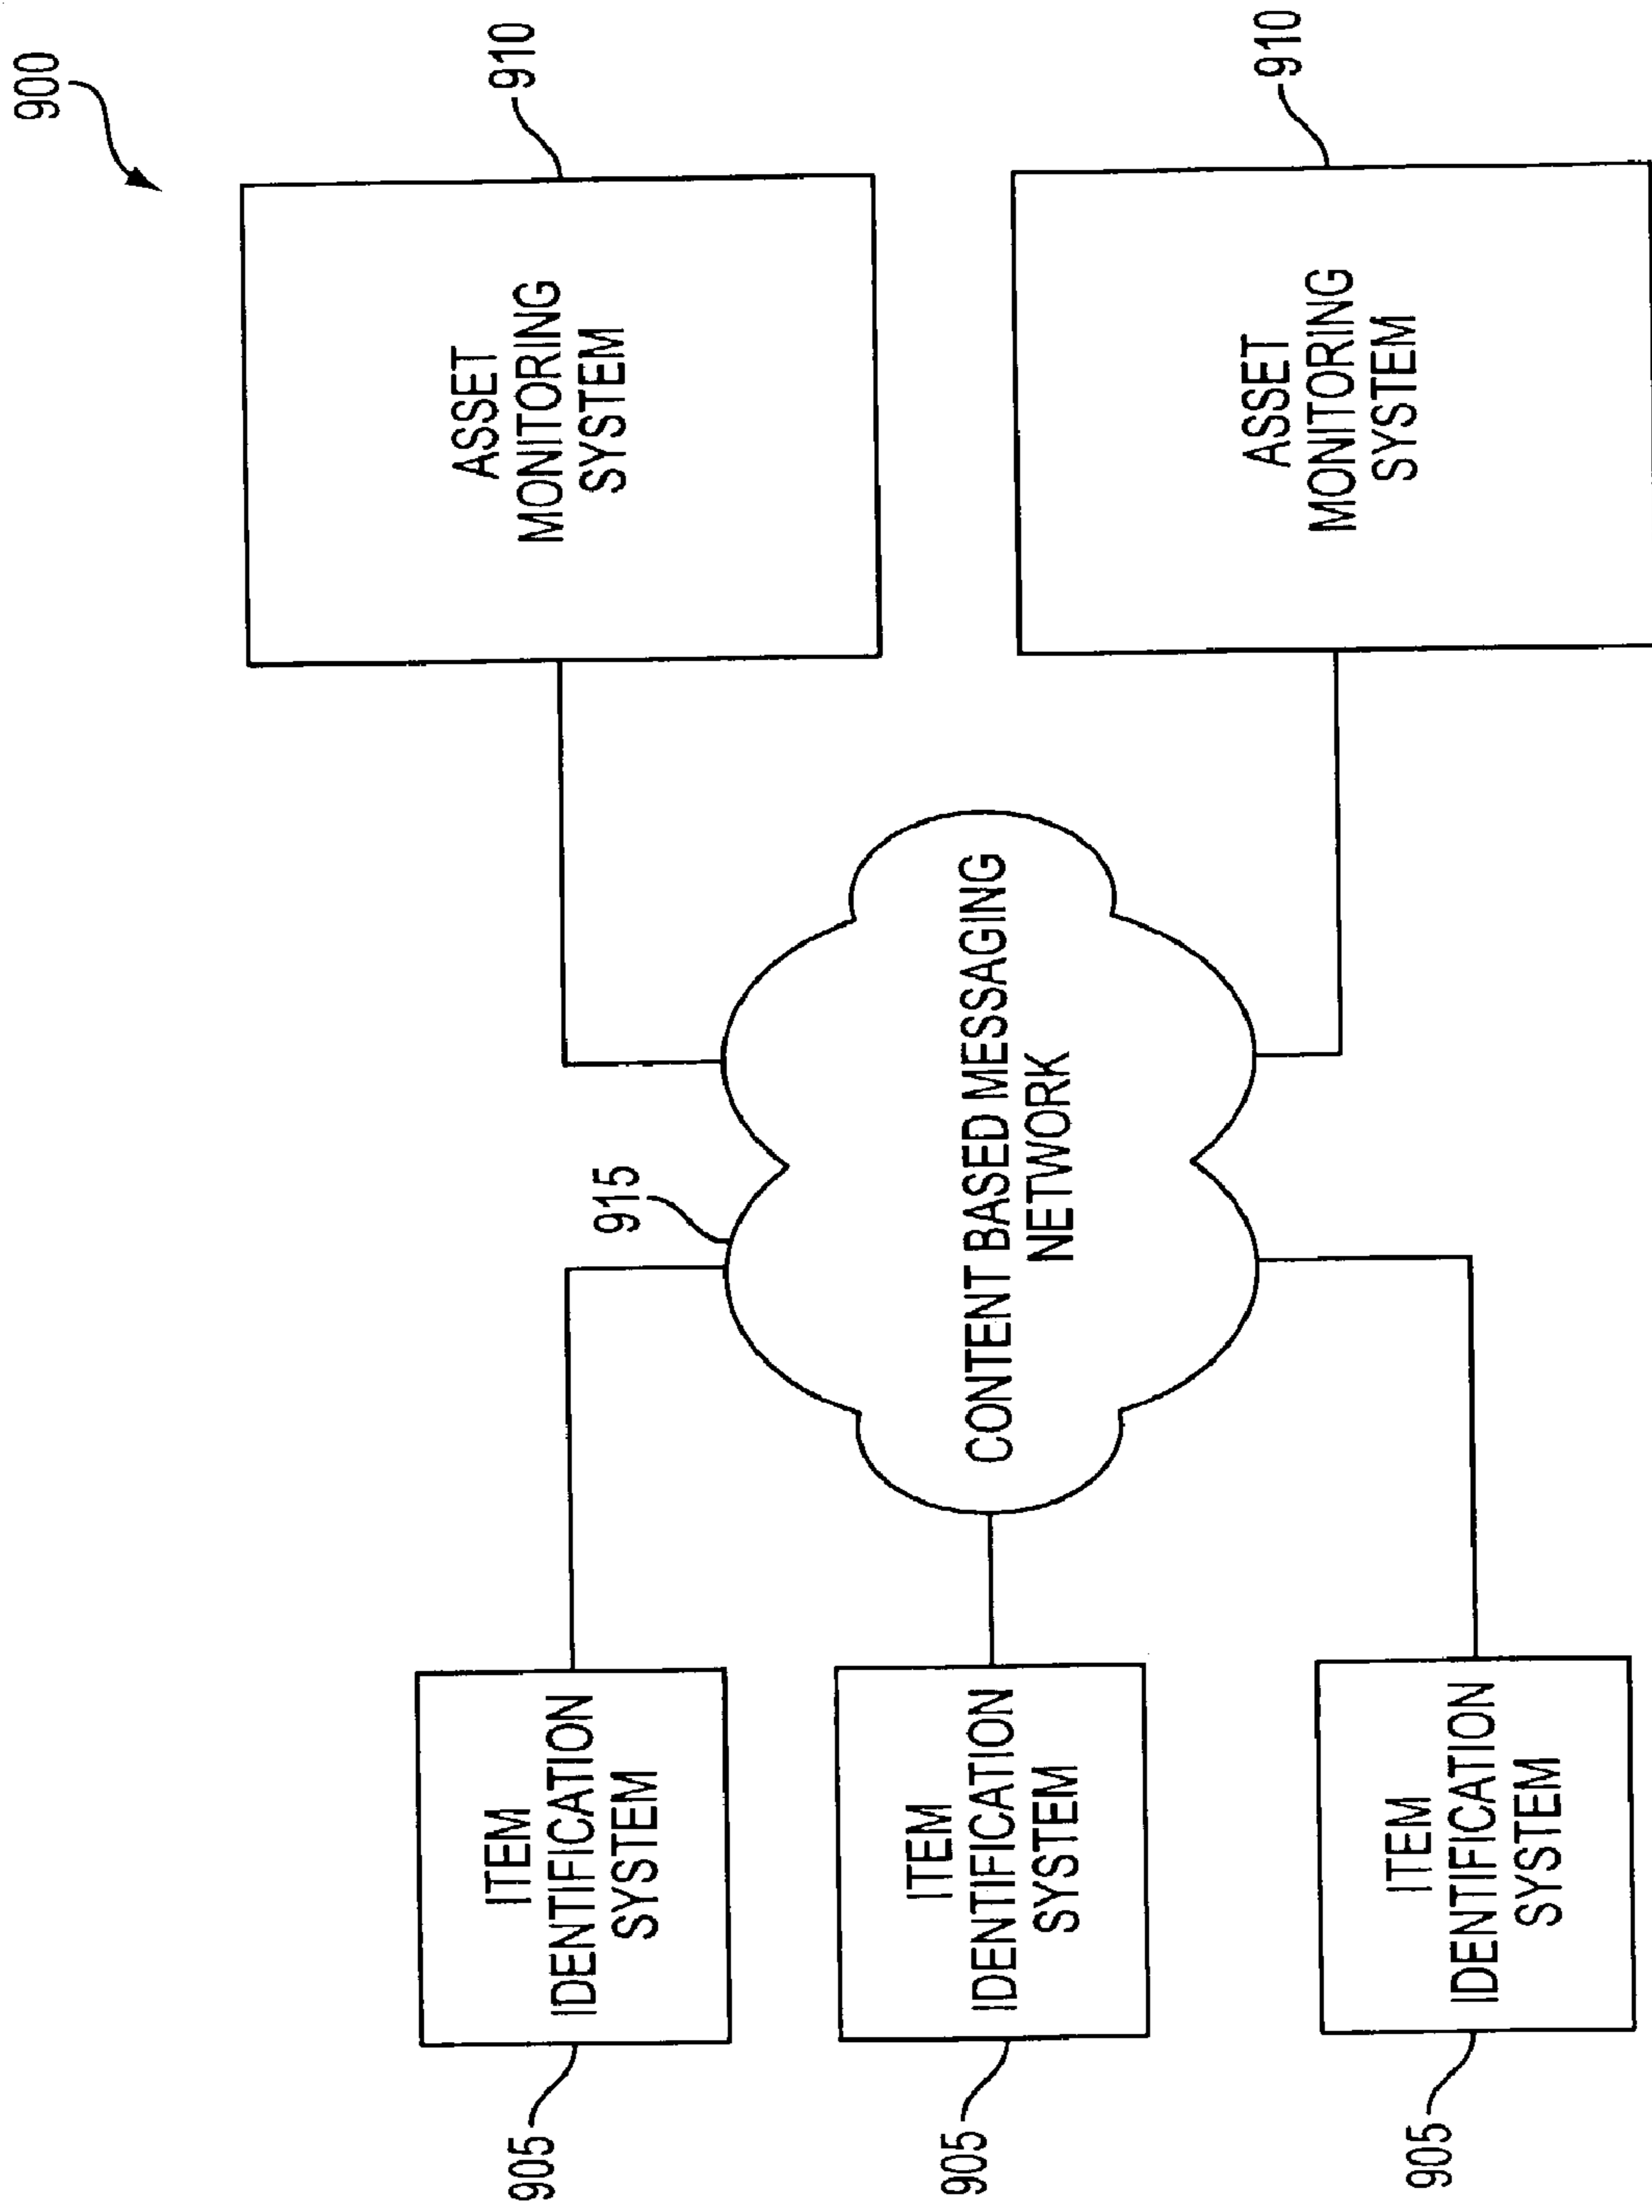 900
910
ASSET
MONITORING
SYSTEM
910
ASSET
MONITORING
SYSTEM
915
CONTENT BASED MESSAGING
NETWORK
ITEM
IDENTIFICATION
SYSTEM
905
ITEM
IDENTIFICATION
SYSTEM
905
ITEM
IDENTIFICATION
SYSTEM
905